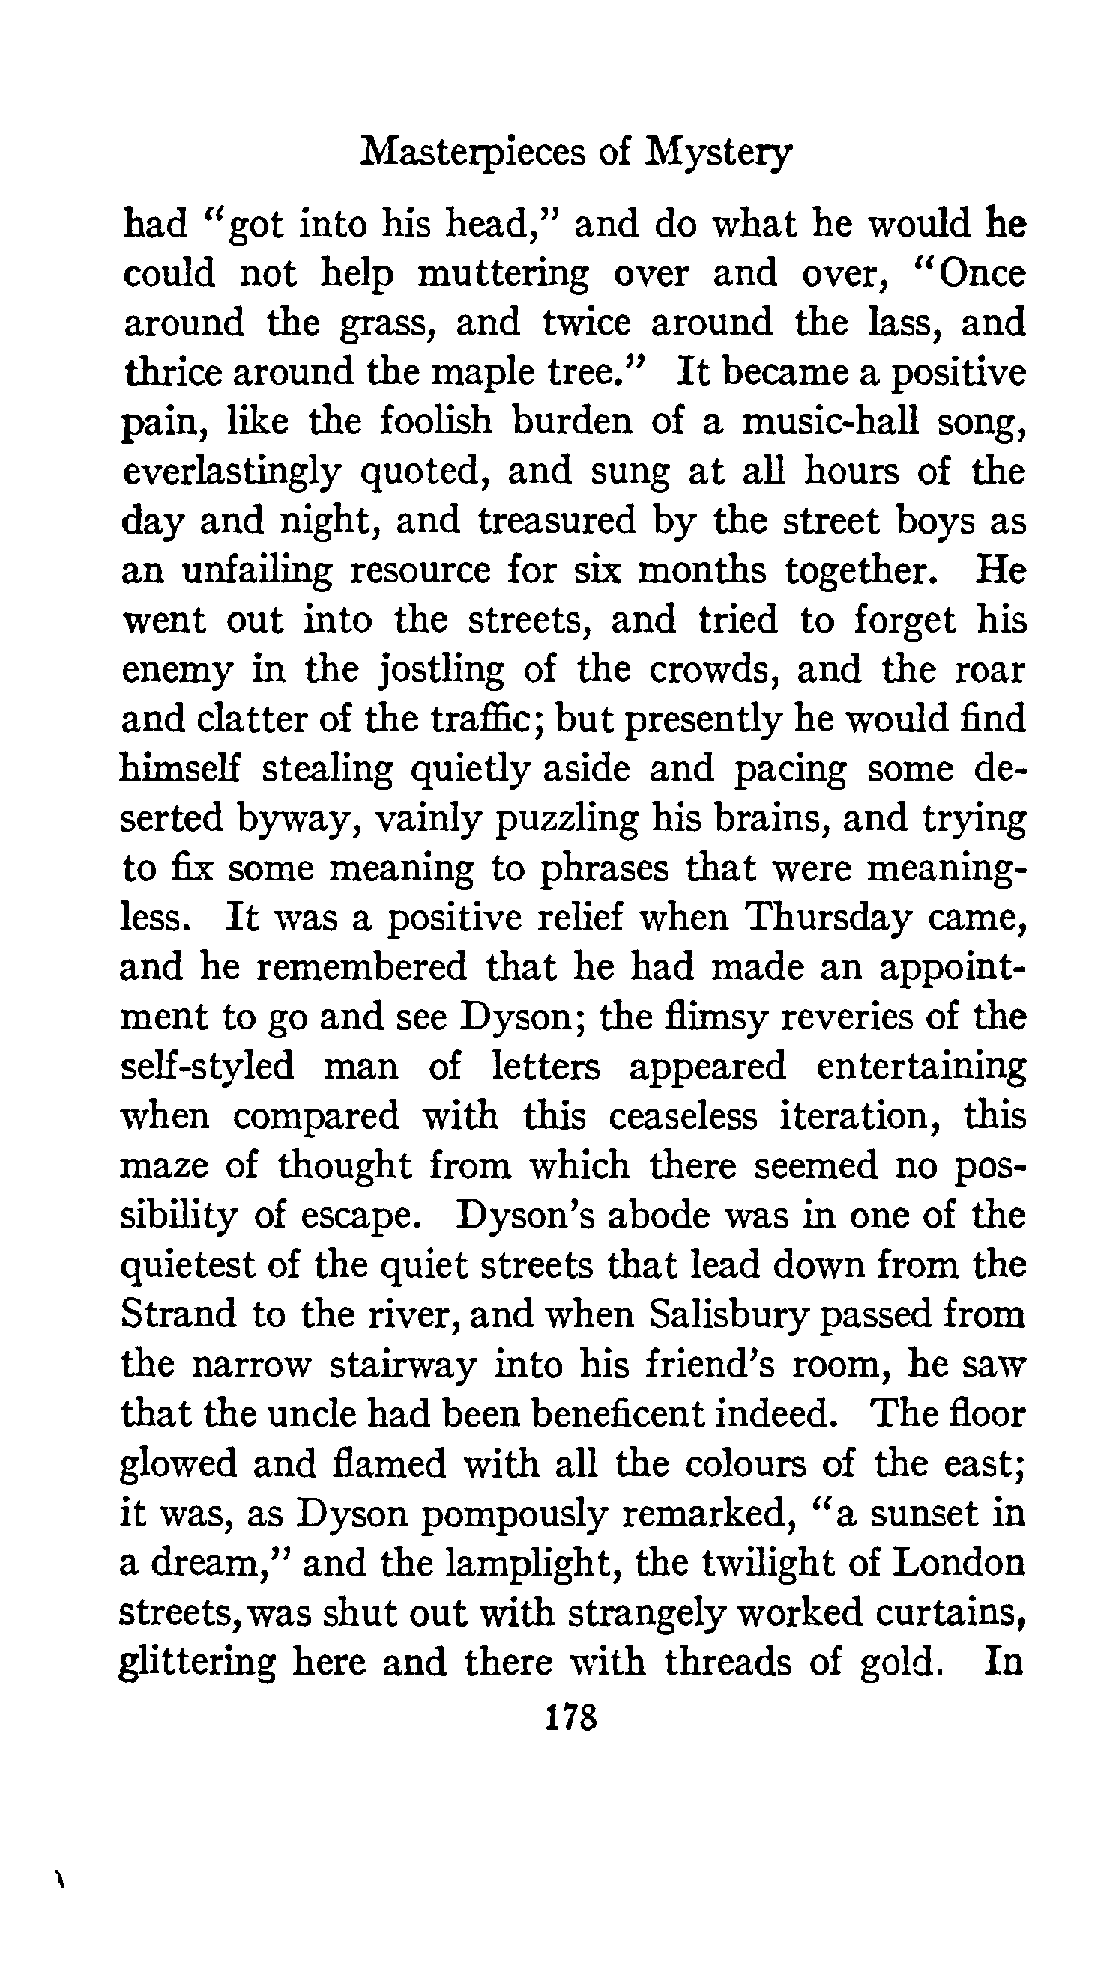 Masterpieces of Mystery
had "got into his head," and do what he would he
could not help muttering over and over, "Once
around the grass, and twice around the lass, and
thrice around the maple tree." It became a positive
pain, like the foolish burden of a music-hall song,
everlastingly quoted, and sung at all hours of the
day and night, and treasured by the street boys as
an unfailing resource for six months together. He
went out into the streets, and tried to forget his
enemy in the jostling of the crowds, and the roar
and clatter of the traffic; but presently he would find
himself stealing quietly aside and pacing some de-
serted byway, vainly puzzling his brains, and trying
to fix some meaning to phrases that were meaning-
less. It was a positive relief when Thursday came,
and he remembered that he had made an appoint-
ment to go and see Dyson; the flimsy reveries of the
self-styled man of letters appeared entertaining
when compared with this ceaseless iteration, this
maze of thought from which there seemed no pos-
sibility of escape. Dyson's abode was in one of the
quietest of the quiet streets that lead down from the
Strand to the river, and when Salisbury passed from
the narrow stairway into his friend's room, he saw
that the uncle had been beneficent indeed. The floor
glowed and flamed with all the colours of the east;
it was, as Dyson pompously remarked, "a sunset in
a dream," and the lamplight, the twilight of London
streets, was shut out with strangely worked curtains,
glittering here and there with threads of gold. In
178